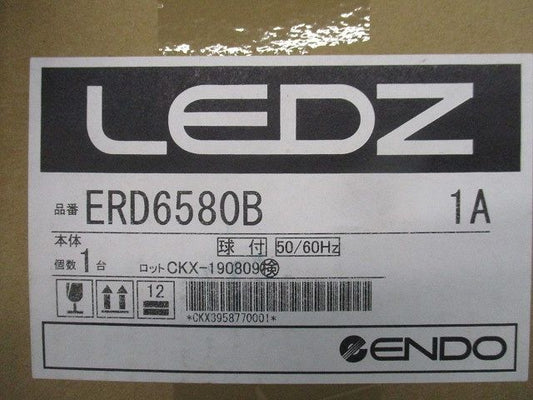 LEDZ
品番 ERD6580B 1A
本体 球付 50/60Hz
個数 1台 ロット CKX-190809 検
12
*CKX3958770001*
ENDO